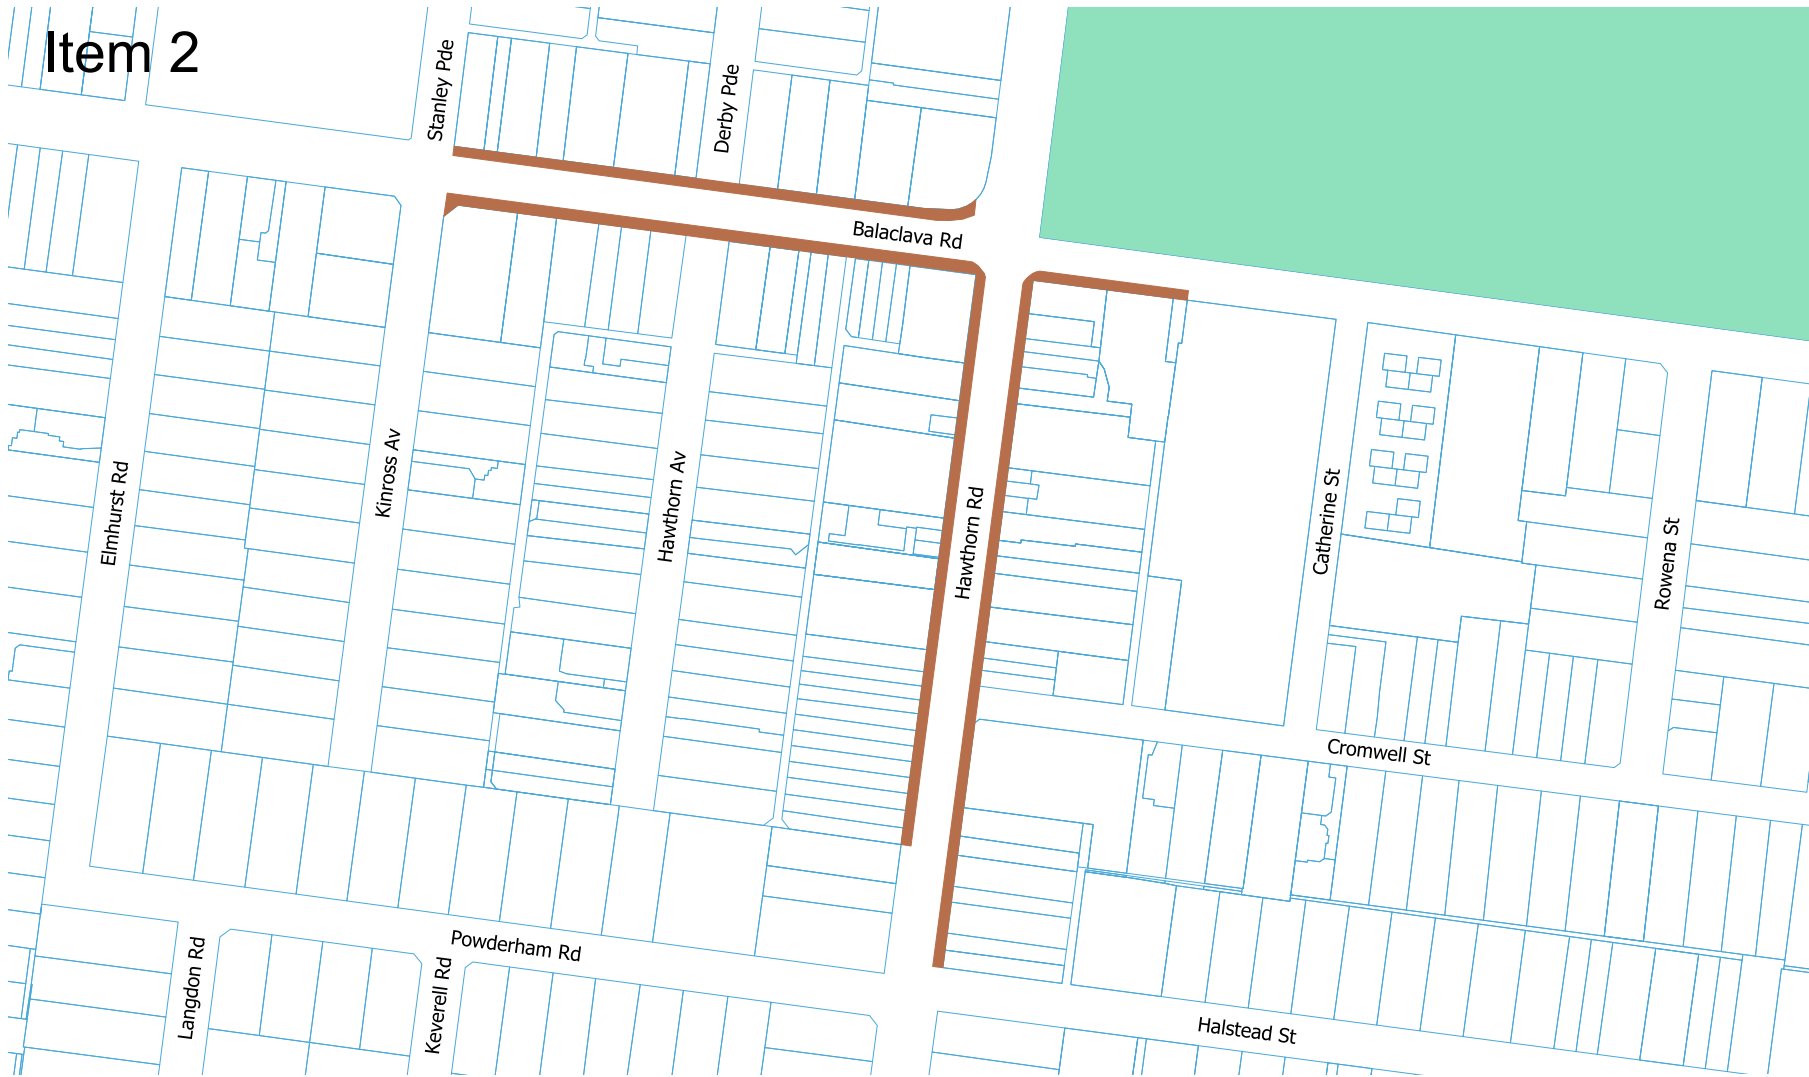 Item 2
Stanley Pde
Derby Pde
Balaclava Rd
Elmhurst Rd
Kinross Av
Hawthorn Av
Hawthorn Rd
Catherine St
Rowena St
Cromwell St
Powderham Rd
Langdon Rd
Keverell Rd
Halstead St